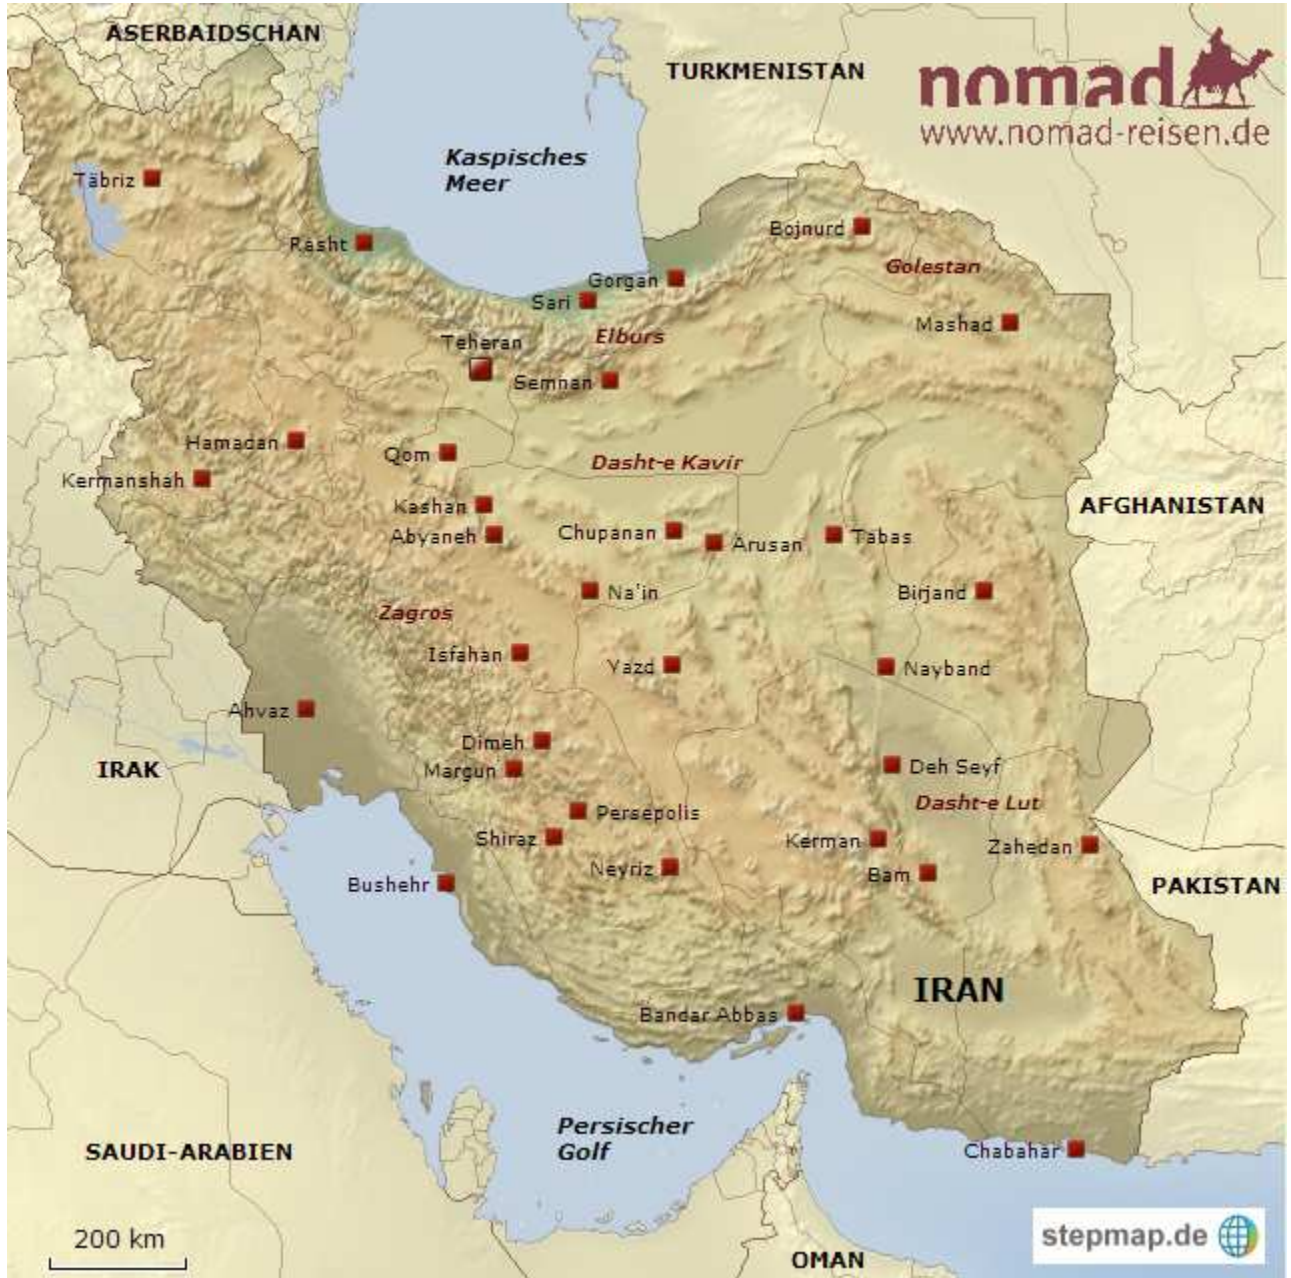 ASERBAIDSCHAN
TURKMENISTAN
nomad
www.nomad-reisen.de
Kaspisches
Meer
Täbriz
Rasht
Bojnurd
Golestan
Gorgan
Sari
Mashad
Elburs
Teheran
Semnan
Hamadan
Qom
Dasht-e Kavir
Kermanshah
Kashan
AFGHANISTAN
Abyaneh
Chupanan
Arusan
Tabas
Na'in
Birjand
Zagros
Isfahan
Yazd
Nayband
Ahvaz
Dimeh
IRAK
Margun
Deh Seyf
Dasht-e Lut
Persepolis
Shiraz
Kerman
Zahedan
Neyriz
Bam
Bushehr
PAKISTAN
IRAN
Bandar Abbas
Persischer
Golf
SAUDI-ARABIEN
Chabahar
200 km
stepmap.de
OMAN